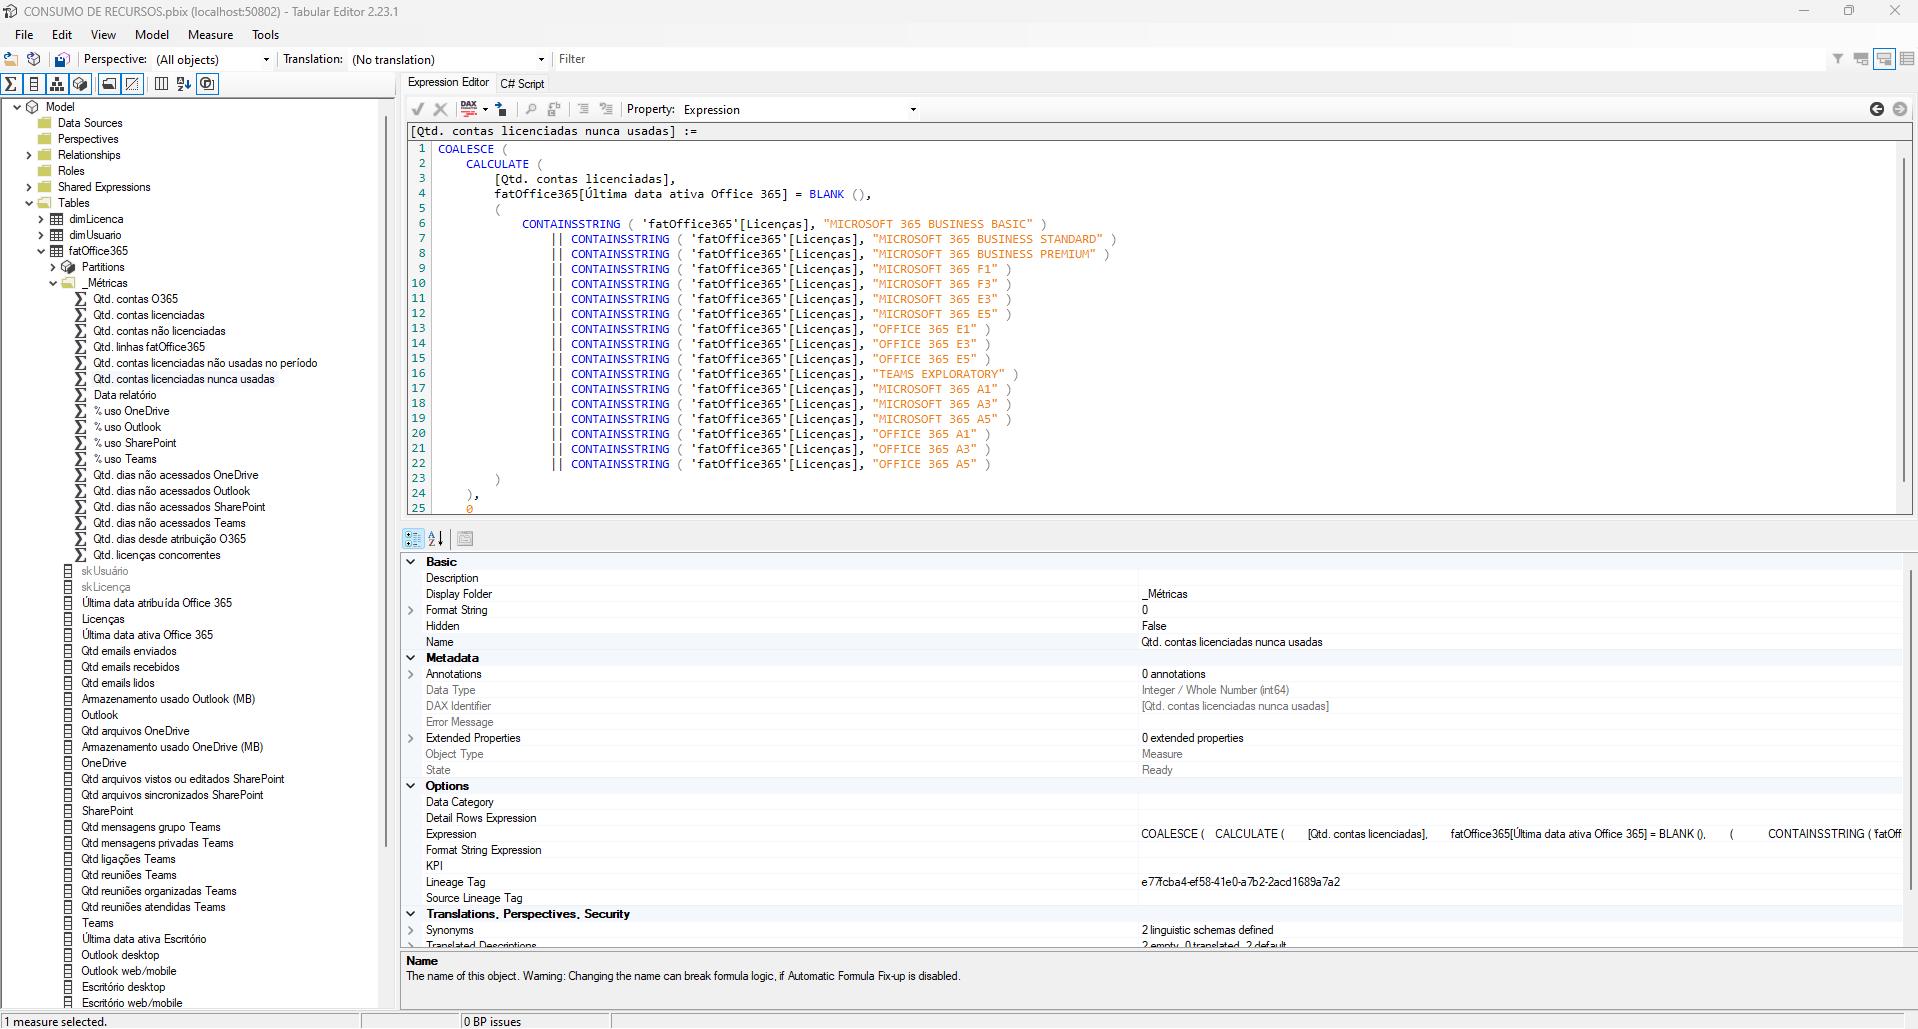 CONSUMO DE RECURSOS.pbix (localhost:50802) - Tabular Editor 2.23.1
File Edit View Model Measure Tools
Perspective: (All objects) Translation: (No translation) Filter
Expression Editor C# Script
DAX Property: Expression
Model
Data Sources
Perspectives
Relationships
Roles
Shared Expressions
Tables
dimLicenca
dimUsuario
fatOffice365
Partitions
_Métricas
Qtd. contas O365
Qtd. contas licenciadas
Qtd. contas não licenciadas
Qtd. linhas fatOffice365
Qtd. contas licenciadas não usadas no período
Qtd. contas licenciadas nunca usadas
Data relatório
% uso OneDrive
% uso Outlook
% uso SharePoint
% uso Teams
Qtd. dias não acessados OneDrive
Qtd. dias não acessados Outlook
Qtd. dias não acessados SharePoint
Qtd. dias não acessados Teams
Qtd. dias desde atribuição O365
Qtd. licenças concorrentes
skUsuário
skLicença
Última data atribuída Office 365
Licenças
Última data ativa Office 365
Qtd emails enviados
Qtd emails recebidos
Qtd emails lidos
Armazenamento usado Outlook (MB)
Outlook
Qtd arquivos OneDrive
Armazenamento usado OneDrive (MB)
OneDrive
Qtd arquivos vistos ou editados SharePoint
Qtd arquivos sincronizados SharePoint
SharePoint
Qtd mensagens grupo Teams
Qtd mensagens privadas Teams
Qtd ligações Teams
Qtd reuniões Teams
Qtd reuniões organizadas Teams
Qtd reuniões atendidas Teams
Teams
Última data ativa Escritório
Outlook desktop
Outlook web/mobile
Escritório desktop
Escritório web/mobile
[Qtd. contas licenciadas nunca usadas] :=
1 COALESCE (
2 CALCULATE (
3 [Qtd. contas licenciadas],
4 fatOffice365[Última data ativa Office 365] = BLANK (),
5 (
6 CONTAINSSTRING ( 'fatOffice365'[Licenças], "MICROSOFT 365 BUSINESS BASIC" )
7 || CONTAINSSTRING ( 'fatOffice365'[Licenças], "MICROSOFT 365 BUSINESS STANDARD" )
8 || CONTAINSSTRING ( 'fatOffice365'[Licenças], "MICROSOFT 365 BUSINESS PREMIUM" )
9 || CONTAINSSTRING ( 'fatOffice365'[Licenças], "MICROSOFT 365 F1" )
10 || CONTAINSSTRING ( 'fatOffice365'[Licenças], "MICROSOFT 365 F3" )
11 || CONTAINSSTRING ( 'fatOffice365'[Licenças], "MICROSOFT 365 E3" )
12 || CONTAINSSTRING ( 'fatOffice365'[Licenças], "MICROSOFT 365 E5" )
13 || CONTAINSSTRING ( 'fatOffice365'[Licenças], "OFFICE 365 E1" )
14 || CONTAINSSTRING ( 'fatOffice365'[Licenças], "OFFICE 365 E3" )
15 || CONTAINSSTRING ( 'fatOffice365'[Licenças], "OFFICE 365 E5" )
16 || CONTAINSSTRING ( 'fatOffice365'[Licenças], "TEAMS EXPLORATORY" )
17 || CONTAINSSTRING ( 'fatOffice365'[Licenças], "MICROSOFT 365 A1" )
18 || CONTAINSSTRING ( 'fatOffice365'[Licenças], "MICROSOFT 365 A3" )
19 || CONTAINSSTRING ( 'fatOffice365'[Licenças], "MICROSOFT 365 A5" )
20 || CONTAINSSTRING ( 'fatOffice365'[Licenças], "OFFICE 365 A1" )
21 || CONTAINSSTRING ( 'fatOffice365'[Licenças], "OFFICE 365 A3" )
22 || CONTAINSSTRING ( 'fatOffice365'[Licenças], "OFFICE 365 A5" )
23 )
24 ),
25 0
Basic
Description
Display Folder _Métricas
Format String 0
Hidden False
Name Qtd. contas licenciadas nunca usadas
Metadata
Annotations 0 annotations
Data Type Integer / Whole Number (int64)
DAX Identifier [Qtd. contas licenciadas nunca usadas]
Error Message
Extended Properties 0 extended properties
Object Type Measure
State Ready
Options
Data Category
Detail Rows Expression
Expression COALESCE ( CALCULATE ( [Qtd. contas licenciadas], fatOffice365[Última data ativa Office 365] = BLANK (), ( CONTAINSSTRING ( 'fatOff
Format String Expression
KPI
Lineage Tag e77fcba4-ef58-41e0-a7b2-2acd1689a7a2
Source Lineage Tag
Translations, Perspectives, Security
Synonyms 2 linguistic schemas defined
Translated Descriptions 2 empty, 0 translated, 2 default
Name
The name of this object. Warning: Changing the name can break formula logic, if Automatic Formula Fix-up is disabled.
1 measure selected. 0 BP issues